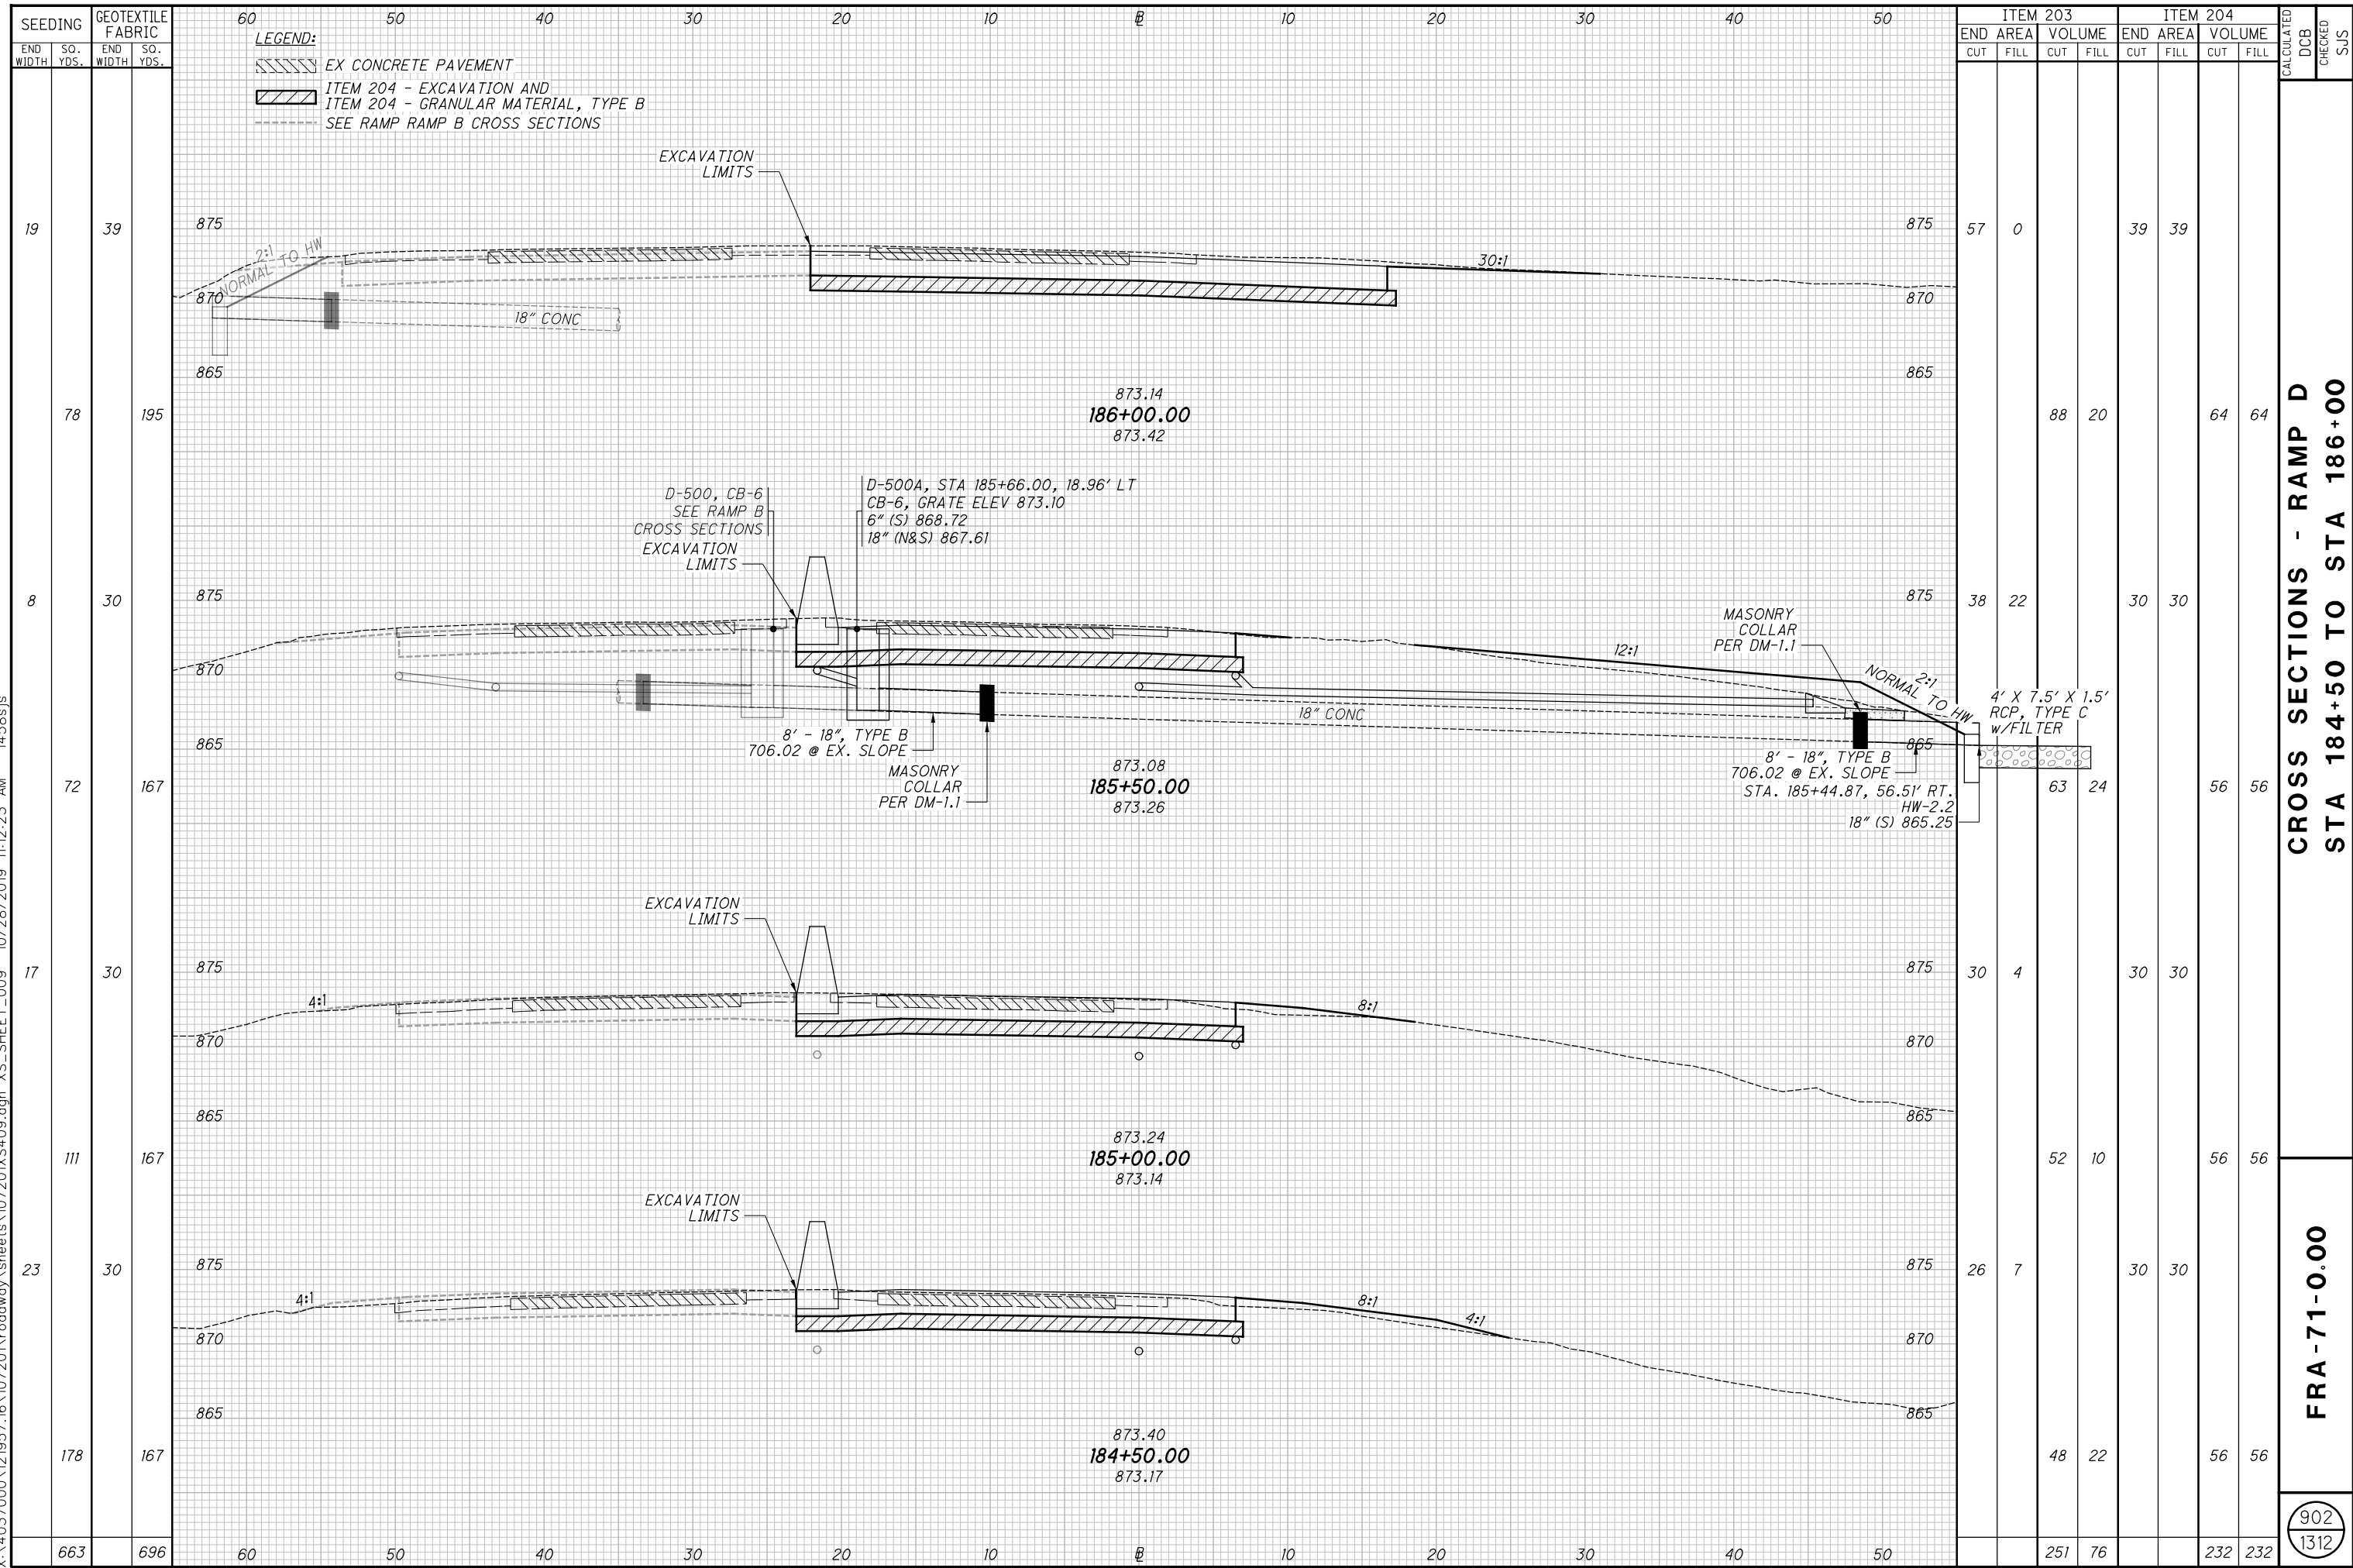 SEEDING
GEOTEXTILE
FABRIC
END
WIDTH
SQ.
YDS.
END
WIDTH
SQ.
YDS.
60 50 40 30 20 10 ℄ 10 20 30 40 50
ITEM 203
ITEM 204
END AREA VOLUME END AREA VOLUME
CUT FILL CUT FILL CUT FILL CUT FILL
CALCULATED
DCB
CHECKED
SJS
LEGEND:
EX CONCRETE PAVEMENT
ITEM 204 - EXCAVATION AND
ITEM 204 - GRANULAR MATERIAL, TYPE B
SEE RAMP RAMP B CROSS SECTIONS
EXCAVATION
LIMITS
19 39 875 875 57 0 39 39
2:1
NORMAL TO HW
30:1
870 870
18" CONC
865 865
873.14
78 195 186+00.00 88 20 64 64
873.42
D-500, CB-6
SEE RAMP B
CROSS SECTIONS
D-500A, STA 185+66.00, 18.96' LT
CB-6, GRATE ELEV 873.10
6" (S) 868.72
18" (N&S) 867.61
EXCAVATION
LIMITS
8 30 875 875 38 22 30 30
MASONRY
COLLAR
PER DM-1.1
12:1
2:1
NORMAL TO HW
870 870
4' X 7.5' X 1.5'
RCP, TYPE C
W/FILTER
18" CONC
865 865
8' - 18", TYPE B
706.02 @ EX. SLOPE
MASONRY
COLLAR
PER DM-1.1
8' - 18", TYPE B
706.02 @ EX. SLOPE
STA. 185+44.87, 56.51' RT.
HW-2.2
18" (S) 865.25
873.08
72 167 185+50.00 63 24 56 56
873.26
EXCAVATION
LIMITS
17 30 875 875 30 4 30 30
4:1
8:1
870 870
865 865
873.24
111 167 185+00.00 52 10 56 56
873.14
EXCAVATION
LIMITS
23 30 875 875 26 7 30 30
4:1
8:1
4:1
870 870
865 865
873.40
178 167 184+50.00 48 22 56 56
873.17
663 696 60 50 40 30 20 10 ℄ 10 20 30 40 50 251 76 232 232
CROSS SECTIONS - RAMP D
STA 184+50 TO STA 186+00
FRA-71-0.00
902
1312